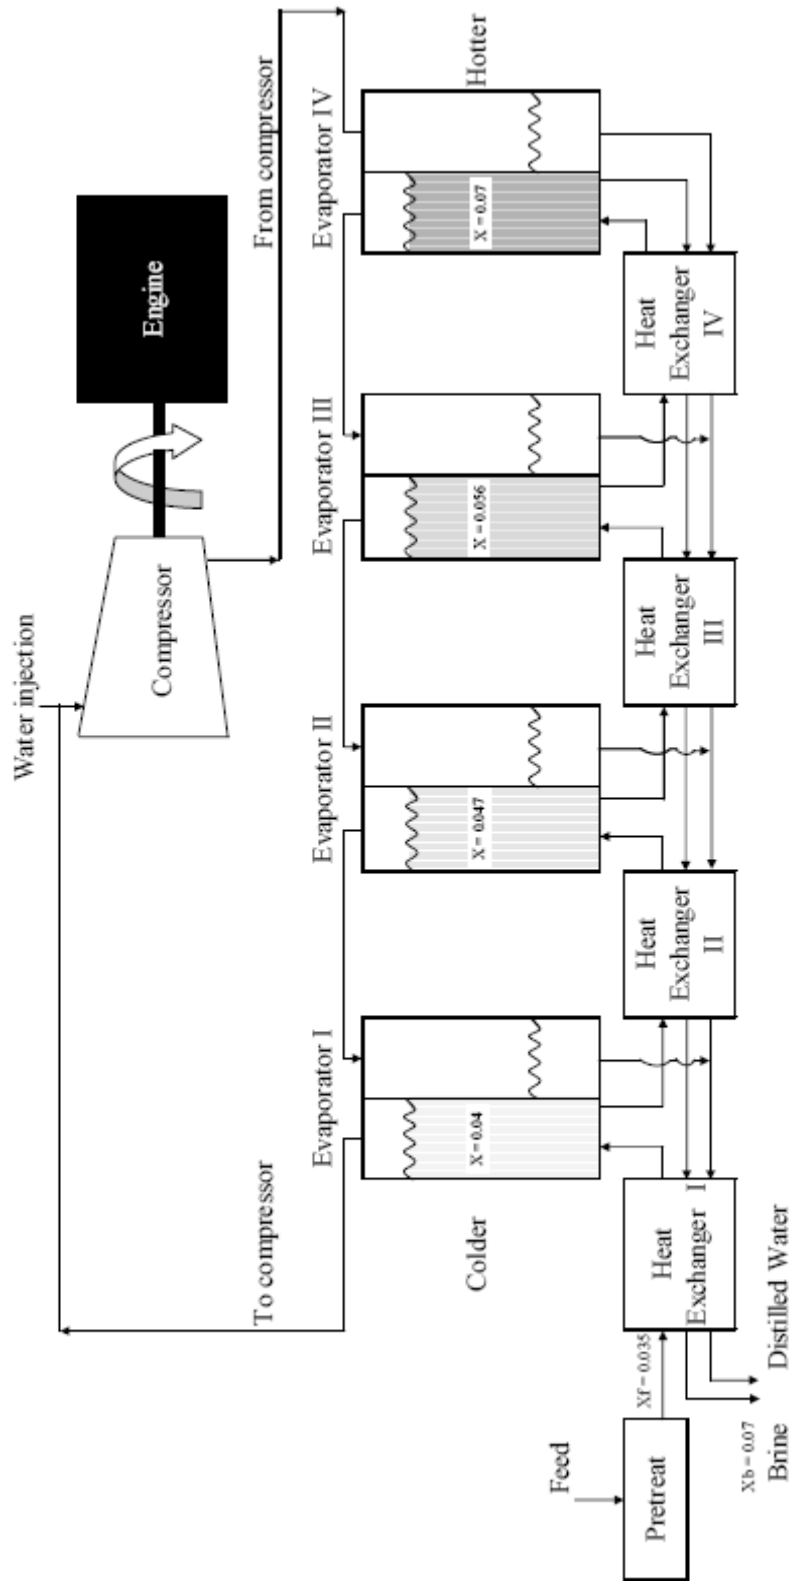 Water injection
Compressor
Engine
To compressor
From compressor
Evaporator I
Evaporator II
Evaporator III
Evaporator IV
Colder
X = 0.04
X = 0.047
X = 0.056
X = 0.07
Hotter
Feed
Pretreat
Xf = 0.035
Heat
Exchanger I
Heat
Exchanger
II
Heat
Exchanger
III
Heat
Exchanger
IV
Xb = 0.07
Brine
Distilled Water